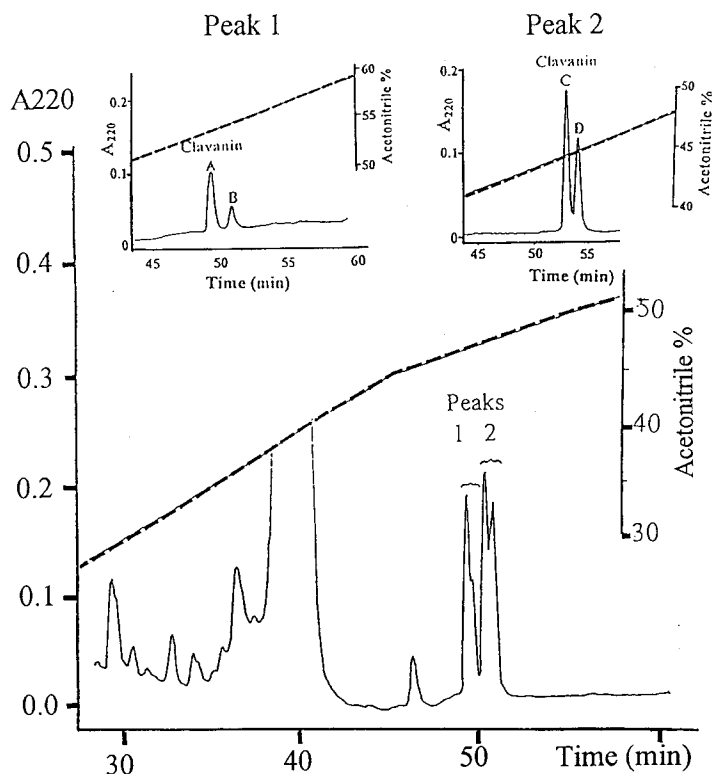 Peak 1
Peak 2
A220
0.5
0.4
0.3
0.2
0.1
0.0
30
40
50
Time (min)
50
40
30
Acetonitrile %
Peaks
1 2
A220
0.2
0.1
0
45
50
55
60
Time (min)
60
55
50
Acetonitrile %
Clavanin
A
B
A220
0.2
0.1
0
45
50
55
Time (min)
50
45
40
Acetonitrile %
Clavanin
C
D